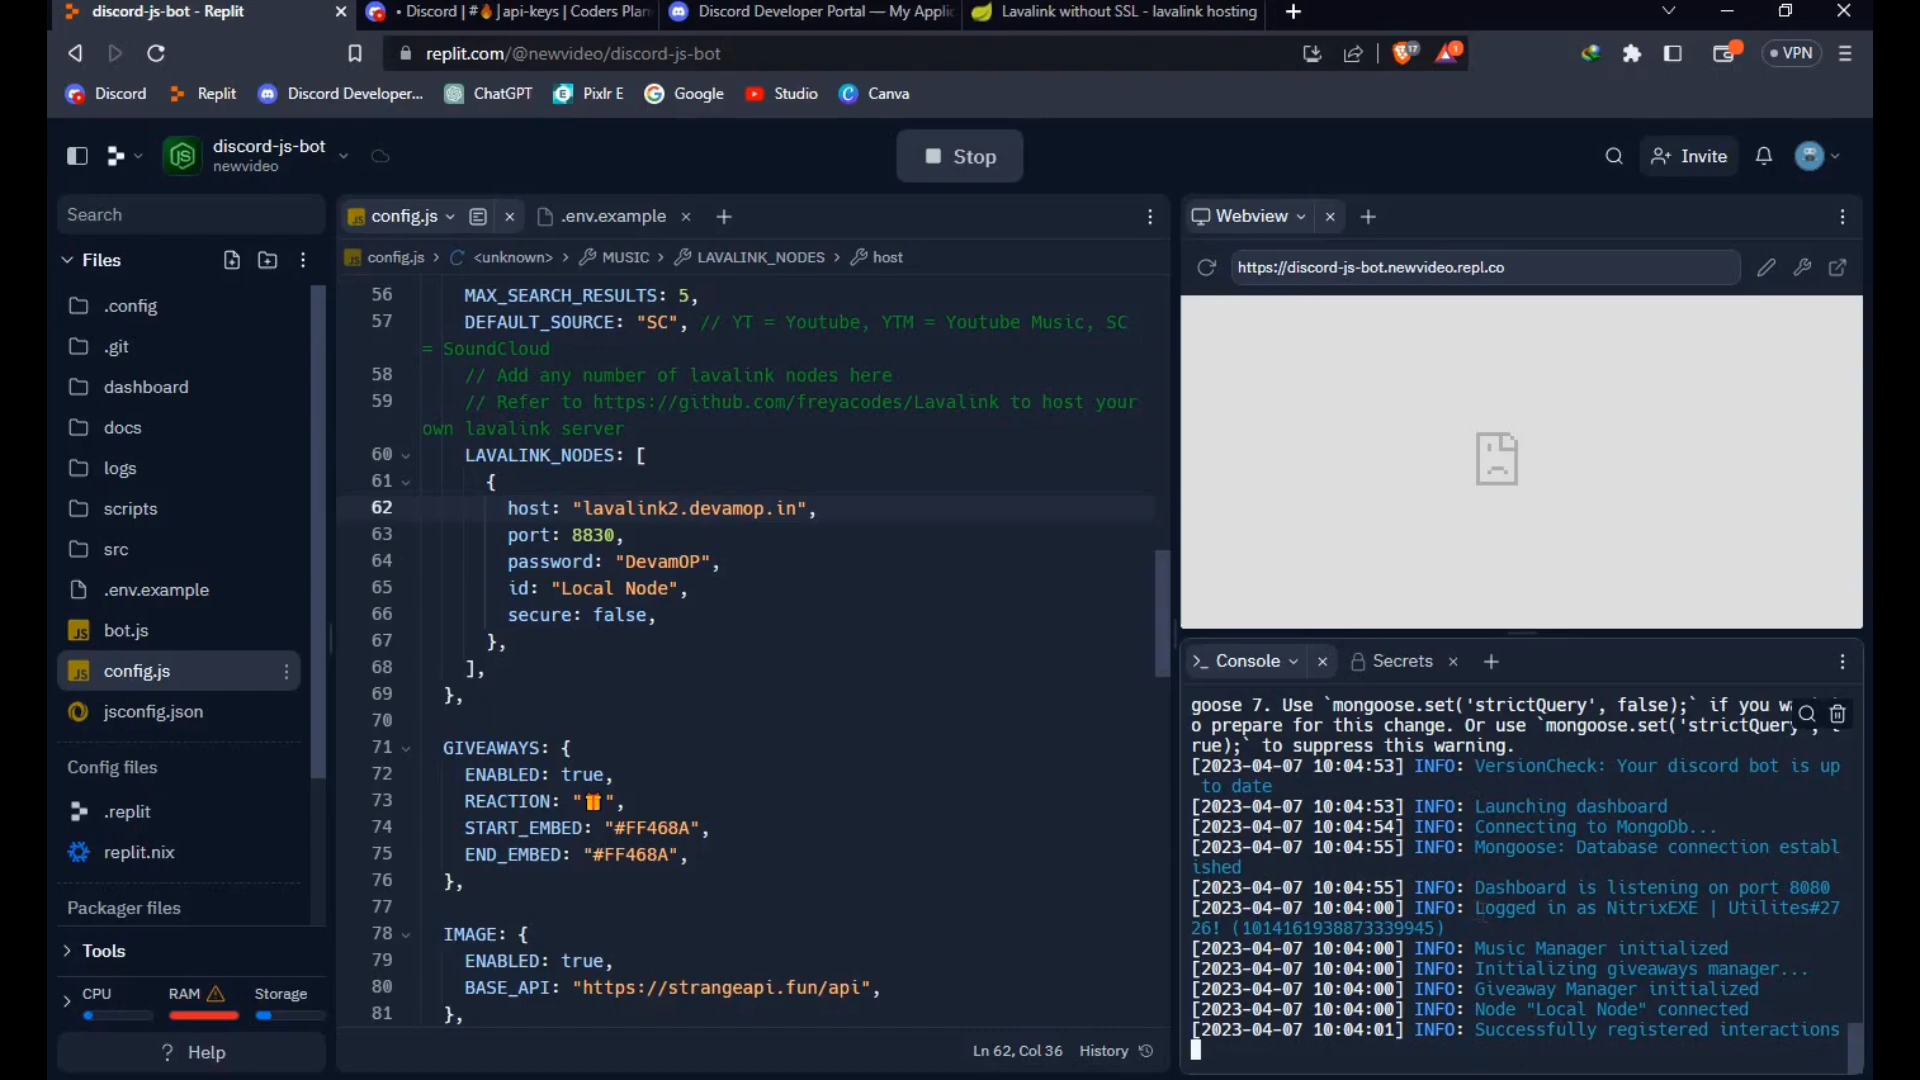 discord-js-bot - Replit
• Discord | #🔥| api-keys | Coders Plan
Discord Developer Portal — My Applic
Lavalink without SSL - lavalink hosting
replit.com/@newvideo/discord-js-bot
17
1
VPN
Discord
Replit
Discord Developer...
ChatGPT
Pixlr E
Google
Studio
Canva
discord-js-bot
newvideo
Stop
Invite
Search
Files
.config
.git
dashboard
docs
logs
scripts
src
.env.example
JS bot.js
JS config.js
jsconfig.json
Config files
.replit
replit.nix
Packager files
Tools
CPU
RAM
Storage
? Help
JS config.js
.env.example
JS config.js > <unknown> > MUSIC > LAVALINK_NODES > host
56 MAX_SEARCH_RESULTS: 5,
57 DEFAULT_SOURCE: "SC", // YT = Youtube, YTM = Youtube Music, SC
= SoundCloud
58 // Add any number of lavalink nodes here
59 // Refer to https://github.com/freyacodes/Lavalink to host your
own lavalink server
60 LAVALINK_NODES: [
61 {
62 host: "lavalink2.devamop.in",
63 port: 8830,
64 password: "DevamOP",
65 id: "Local Node",
66 secure: false,
67 },
68 ],
69 },
70
71 GIVEAWAYS: {
72 ENABLED: true,
73 REACTION: "🎁",
74 START_EMBED: "#FF468A",
75 END_EMBED: "#FF468A",
76 },
77
78 IMAGE: {
79 ENABLED: true,
80 BASE_API: "https://strangeapi.fun/api",
81 },
Ln 62, Col 36 History
Webview
https://discord-js-bot.newvideo.repl.co
>_ Console
Secrets
goose 7. Use `mongoose.set('strictQuery', false);` if you w
o prepare for this change. Or use `mongoose.set('strictQuery', t
rue);` to suppress this warning.
[2023-04-07 10:04:53] INFO: VersionCheck: Your discord bot is up
to date
[2023-04-07 10:04:53] INFO: Launching dashboard
[2023-04-07 10:04:54] INFO: Connecting to MongoDb...
[2023-04-07 10:04:55] INFO: Mongoose: Database connection establ
ished
[2023-04-07 10:04:55] INFO: Dashboard is listening on port 8080
[2023-04-07 10:04:00] INFO: Logged in as NitrixEXE | Utilites#27
26! (1014161938873339945)
[2023-04-07 10:04:00] INFO: Music Manager initialized
[2023-04-07 10:04:00] INFO: Initializing giveaways manager...
[2023-04-07 10:04:00] INFO: Giveaway Manager initialized
[2023-04-07 10:04:00] INFO: Node "Local Node" connected
[2023-04-07 10:04:01] INFO: Successfully registered interactions